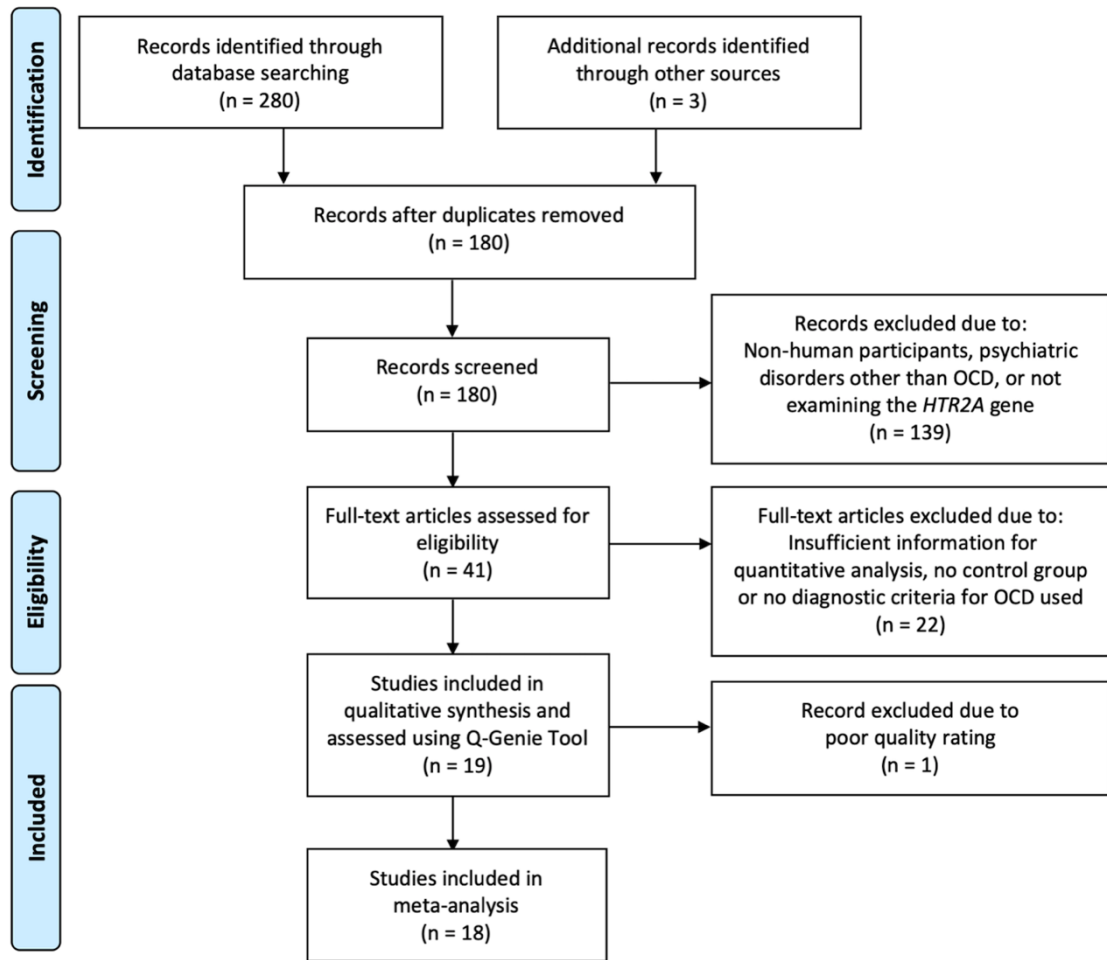 Identification
Records identified through
database searching
(n = 280)
Additional records identified
through other sources
(n = 3)
Records after duplicates removed
(n = 180)
Screening
Records screened
(n = 180)
Records excluded due to:
Non-human participants, psychiatric
disorders other than OCD, or not
examining the HTR2A gene
(n = 139)
Eligibility
Full-text articles assessed for
eligibility
(n = 41)
Full-text articles excluded due to:
Insufficient information for
quantitative analysis, no control group
or no diagnostic criteria for OCD used
(n = 22)
Included
Studies included in
qualitative synthesis and
assessed using Q-Genie Tool
(n = 19)
Record excluded due to
poor quality rating
(n = 1)
Studies included in
meta-analysis
(n = 18)